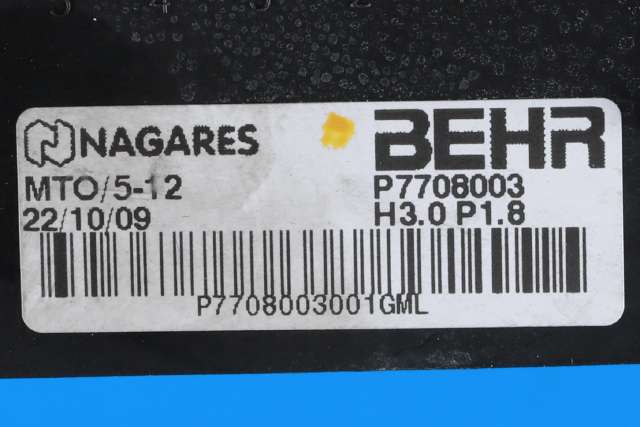 NAGARES BEHR
MTO/5-12 P7708003
22/10/09 H3.0 P1.8
P7708003001GML